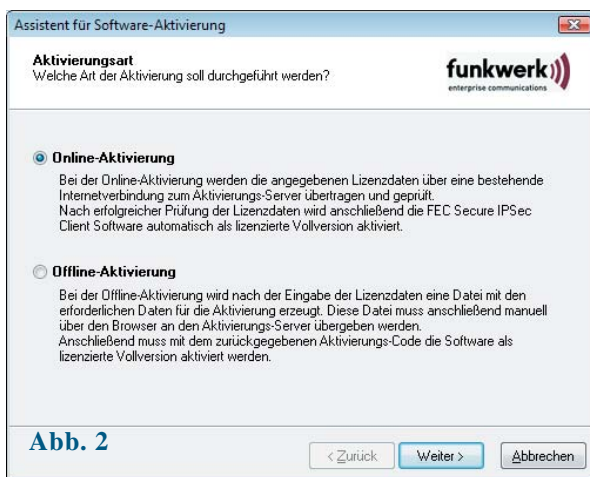 Assistent für Software-Aktivierung
Aktivierungsart
Welche Art der Aktivierung soll durchgeführt werden?
funkwerk
enterprise communications
Online-Aktivierung
Bei der Online-Aktivierung werden die angegebenen Lizenzdaten über eine bestehende
Internetverbindung zum Aktivierungs-Server übertragen und geprüft.
Nach erfolgreicher Prüfung der Lizenzdaten wird anschließend die FEC Secure IPSec
Client Software automatisch als lizenzierte Vollversion aktiviert.
Offline-Aktivierung
Bei der Offline-Aktivierung wird nach der Eingabe der Lizenzdaten eine Datei mit den
erforderlichen Daten für die Aktivierung erzeugt. Diese Datei muss anschließend manuell
über den Browser an den Aktivierungs-Server übergeben werden.
Anschließend muss mit dem zurückgegebenen Aktivierungs-Code die Software als
lizenzierte Vollversion aktiviert werden.
Abb. 2
< Zurück
Weiter >
Abbrechen